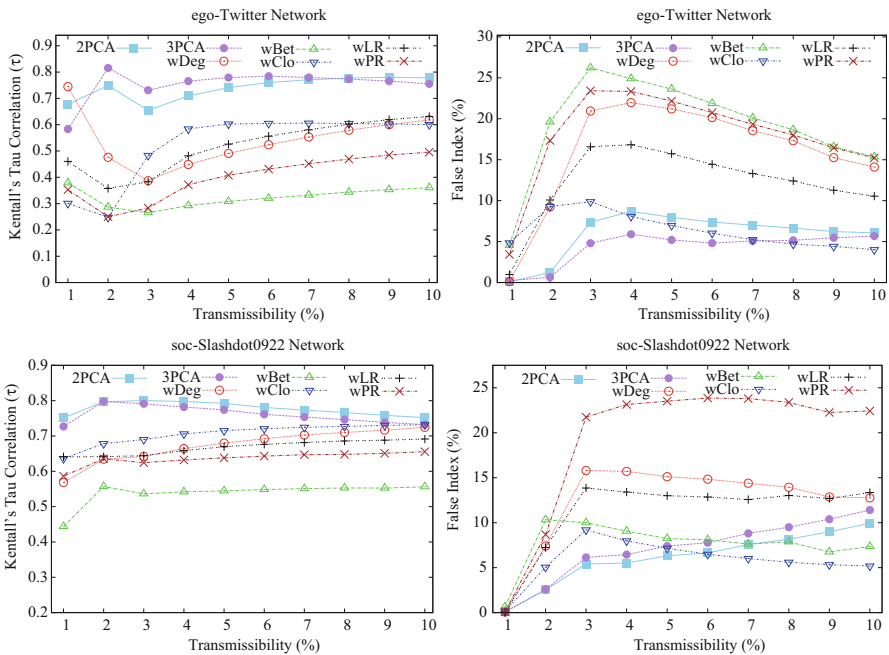 ego-Twitter Network
Kentall's Tau Correlation (τ)
0.9
0.8
0.7
0.6
0.5
0.4
0.3
0.2
0.1
0
2PCA
3PCA
wDeg
wBet
wClo
wLR
wPR
1 2 3 4 5 6 7 8 9 10
Transmissibility (%)
ego-Twitter Network
False Index (%)
30
25
20
15
10
5
0
2PCA
3PCA
wDeg
wBet
wClo
wLR
wPR
1 2 3 4 5 6 7 8 9 10
Transmissibility (%)
soc-Slashdot0922 Network
Kentall's Tau Correlation (τ)
0.9
0.8
0.7
0.6
0.5
0.4
0.3
0.2
2PCA
3PCA
wDeg
wBet
wClo
wLR
wPR
1 2 3 4 5 6 7 8 9 10
Transmissibility (%)
soc-Slashdot0922 Network
False Index (%)
25
20
15
10
5
0
2PCA
3PCA
wDeg
wBet
wClo
wLR
wPR
1 2 3 4 5 6 7 8 9 10
Transmissibility (%)